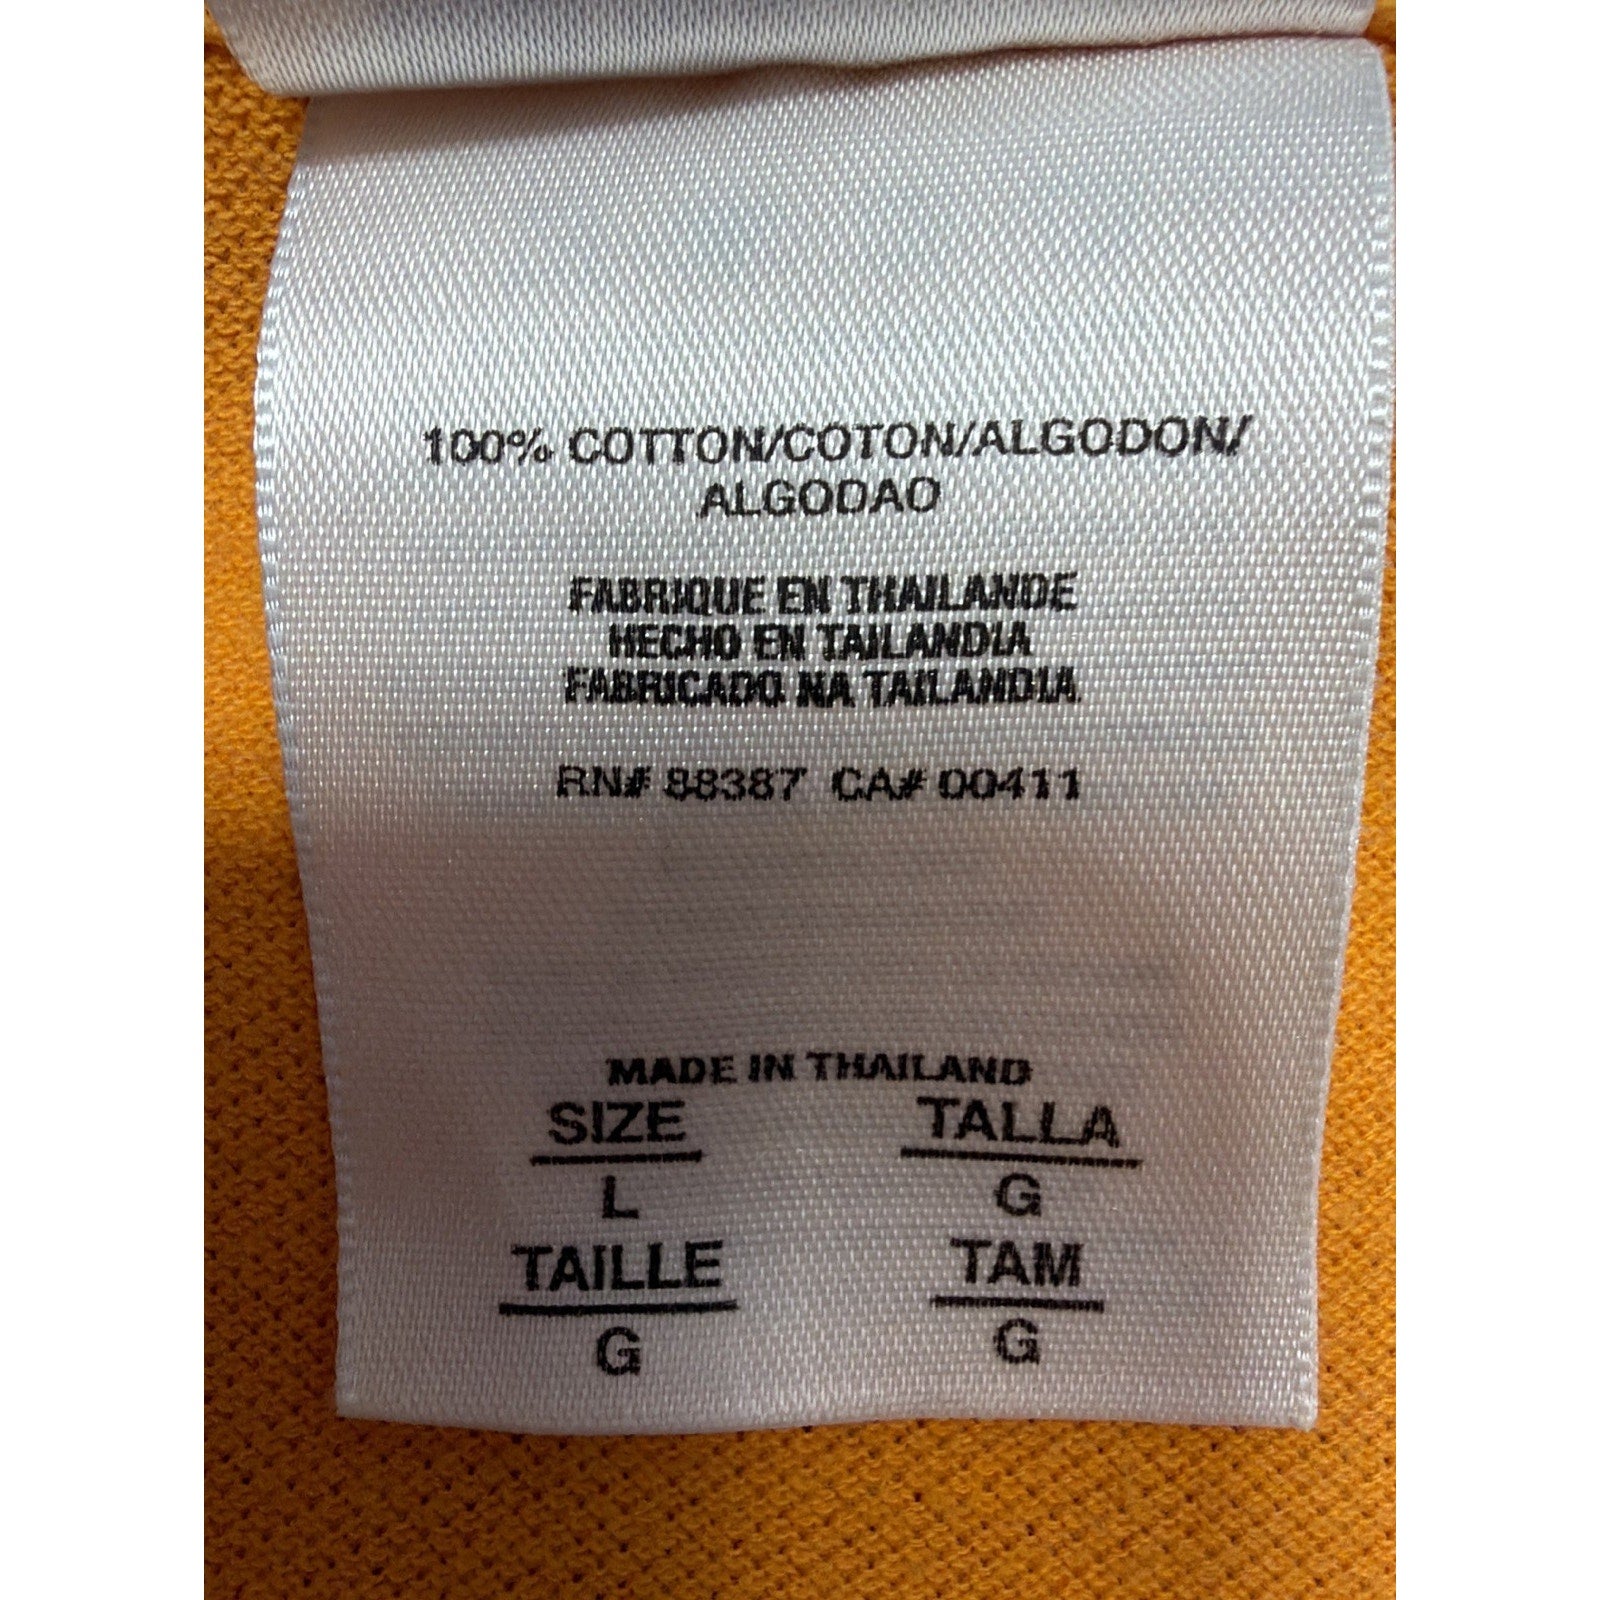 100% COTTON/COTON/ALGODON/
ALGODAO
FABRIQUE EN THAILANDE
HECHO EN TAILANDIA
FABRICADO NA TAILANDIA
RN# 88387 CA# 00411
MADE IN THAILAND
SIZE TALLA
L G
TAILLE TAM
G G